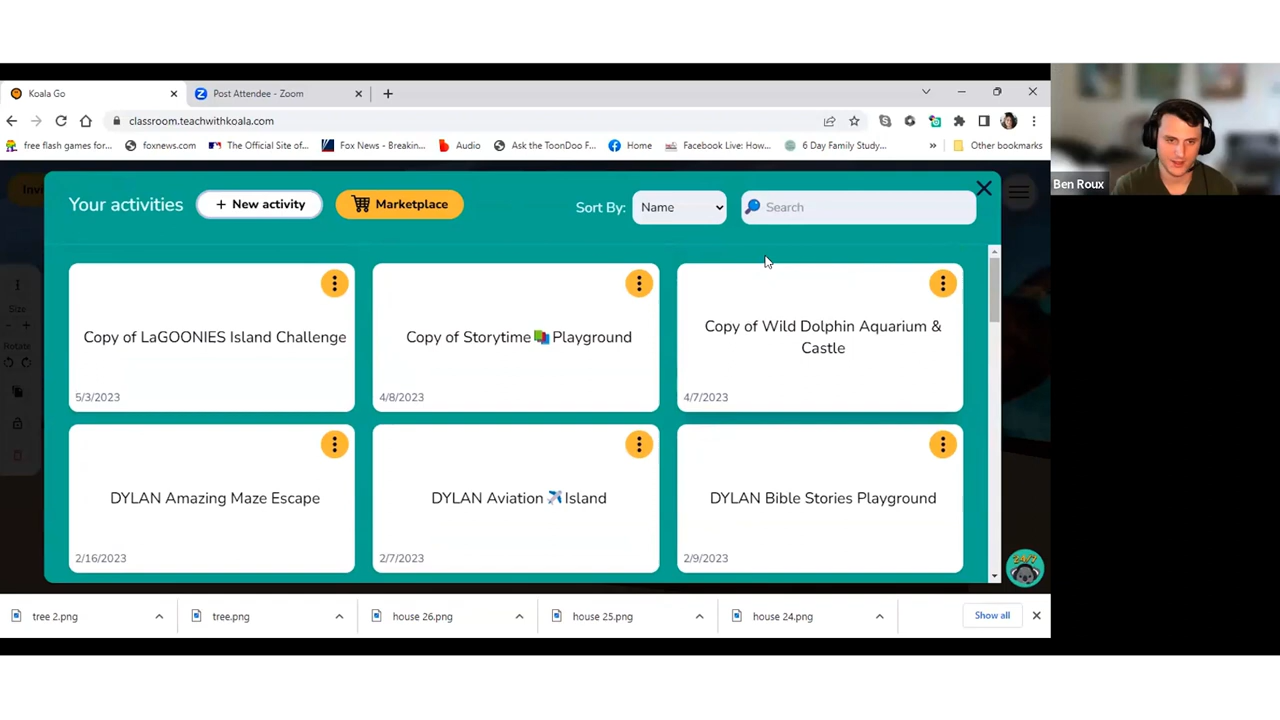 Koala Go
Post Attendee - Zoom
classroom.teachwithkoala.com
free flash games for...
foxnews.com
The Official Site of...
Fox News - Breakin...
Audio
Ask the ToonDoo F...
Home
Facebook Live: How...
6 Day Family Study...
»
Other bookmarks
Invi
Your activities
+ New activity
Marketplace
Sort By:
Name
Search
Ben Roux
Size
- +
Rotate
Copy of LaGOONIES Island Challenge
5/3/2023
Copy of Storytime 📚 Playground
4/8/2023
Copy of Wild Dolphin Aquarium &
Castle
4/7/2023
DYLAN Amazing Maze Escape
2/16/2023
DYLAN Aviation ✈️ Island
2/7/2023
DYLAN Bible Stories Playground
2/9/2023
24/7
tree 2.png
tree.png
house 26.png
house 25.png
house 24.png
Show all